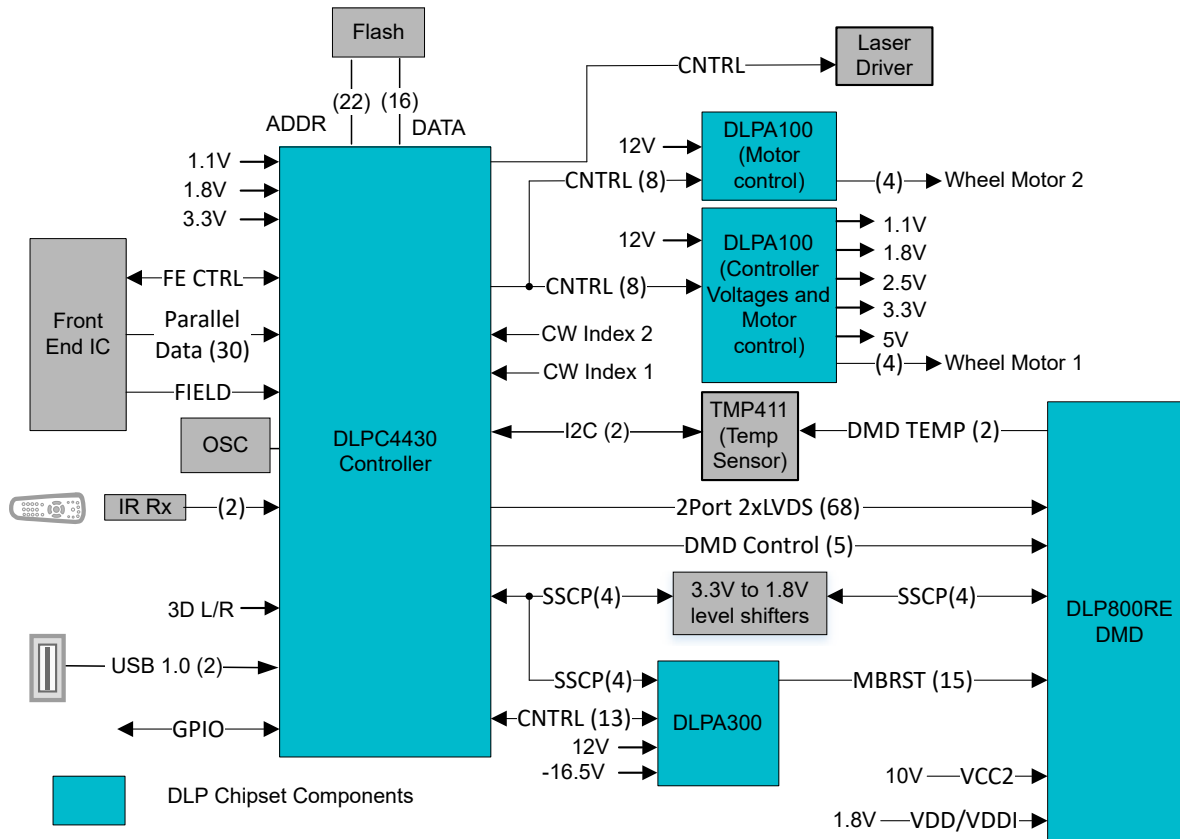 Flash
(22) (16)
ADDR
DATA
CNTRL
Laser
Driver
1.1V
1.8V
3.3V
12V
CNTRL (8)
DLPA100
(Motor
control)
(4)
Wheel Motor 2
12V
CNTRL (8)
DLPA100
(Controller
Voltages and
Motor
control)
1.1V
1.8V
2.5V
3.3V
5V
(4)
Wheel Motor 1
Front
End IC
FE CTRL
Parallel
Data (30)
FIELD
OSC
DLPC4430
Controller
CW Index 2
CW Index 1
I2C (2)
TMP411
(Temp
Sensor)
DMD TEMP (2)
IR Rx
(2)
2Port 2xLVDS (68)
DMD Control (5)
3D L/R
SSCP(4)
3.3V to 1.8V
level shifters
SSCP(4)
DLP800RE
DMD
USB 1.0 (2)
SSCP(4)
MBRST (15)
GPIO
CNTRL (13)
DLPA300
12V
-16.5V
10V
VCC2
1.8V
VDD/VDDI
DLP Chipset Components